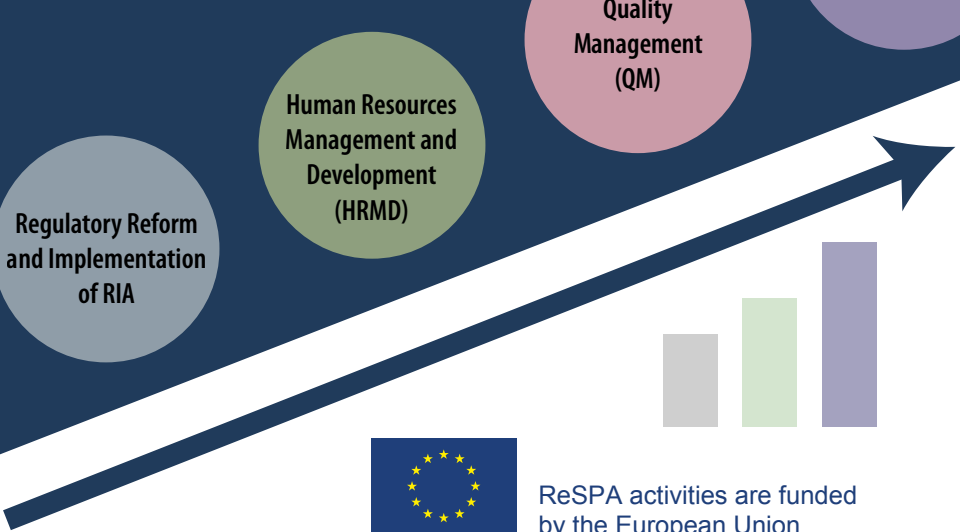 Quality
Management
(QM)
Human Resources
Management and
Development
(HRMD)
Regulatory Reform
and Implementation
of RIA
ReSPA activities are funded
by the European Union